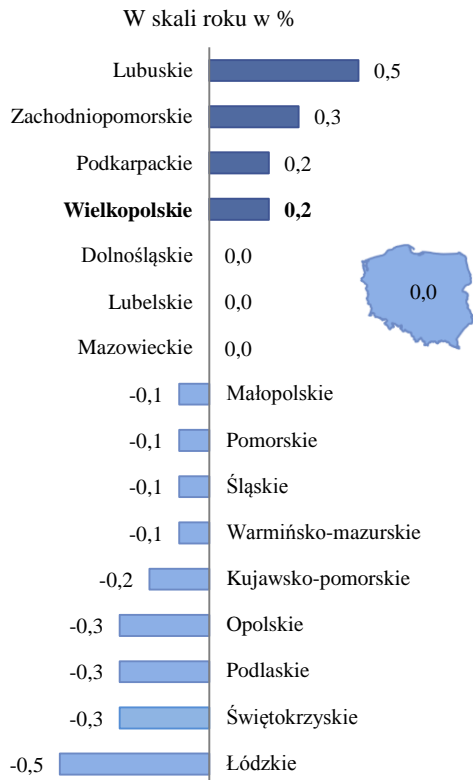 W skali roku w %
Lubuskie 0,5
Zachodniopomorskie 0,3
Podkarpackie 0,2
Wielkopolskie 0,2
Dolnośląskie 0,0
0,0
Lubelskie 0,0
Mazowieckie 0,0
-0,1 Małopolskie
-0,1 Pomorskie
-0,1 Śląskie
-0,1 Warmińsko-mazurskie
-0,2 Kujawsko-pomorskie
-0,3 Opolskie
-0,3 Podlaskie
-0,3 Świętokrzyskie
-0,5 Łódzkie